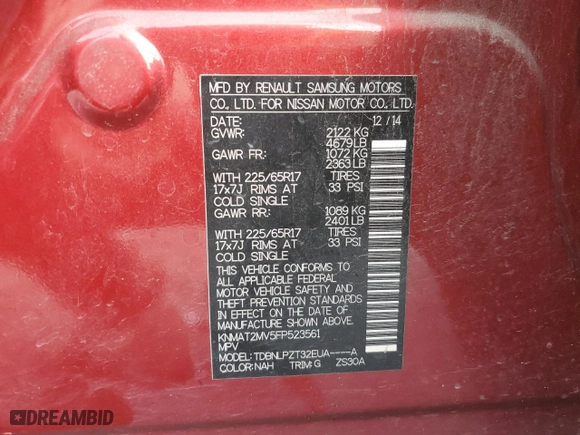 MFD BY RENAULT SAMSUNG MOTORS
CO. LTD. FOR NISSAN MOTOR CO. LTD.
DATE: 12 / 14
GVWR: 2122 KG
4679 LB
GAWR FR: 1072 KG
2363 LB
WITH 225/65R17 TIRES
17x7J RIMS AT 33 PSI
COLD SINGLE
GAWR RR: 1089 KG
2401 LB
WITH 225/65R17 TIRES
17x7J RIMS AT 33 PSI
COLD SINGLE
THIS VEHICLE CONFORMS TO
ALL APPLICABLE FEDERAL
MOTOR VEHICLE SAFETY AND
THEFT PREVENTION STANDARDS
IN EFFECT ON THE DATE OF
MANUFACTURE SHOWN ABOVE.
KNMAT2MV5FP523561
MPV
MODEL: TDBNLPZT32EUA----A
COLOR: NAH TRIM: G ZS30A
DREAMBID